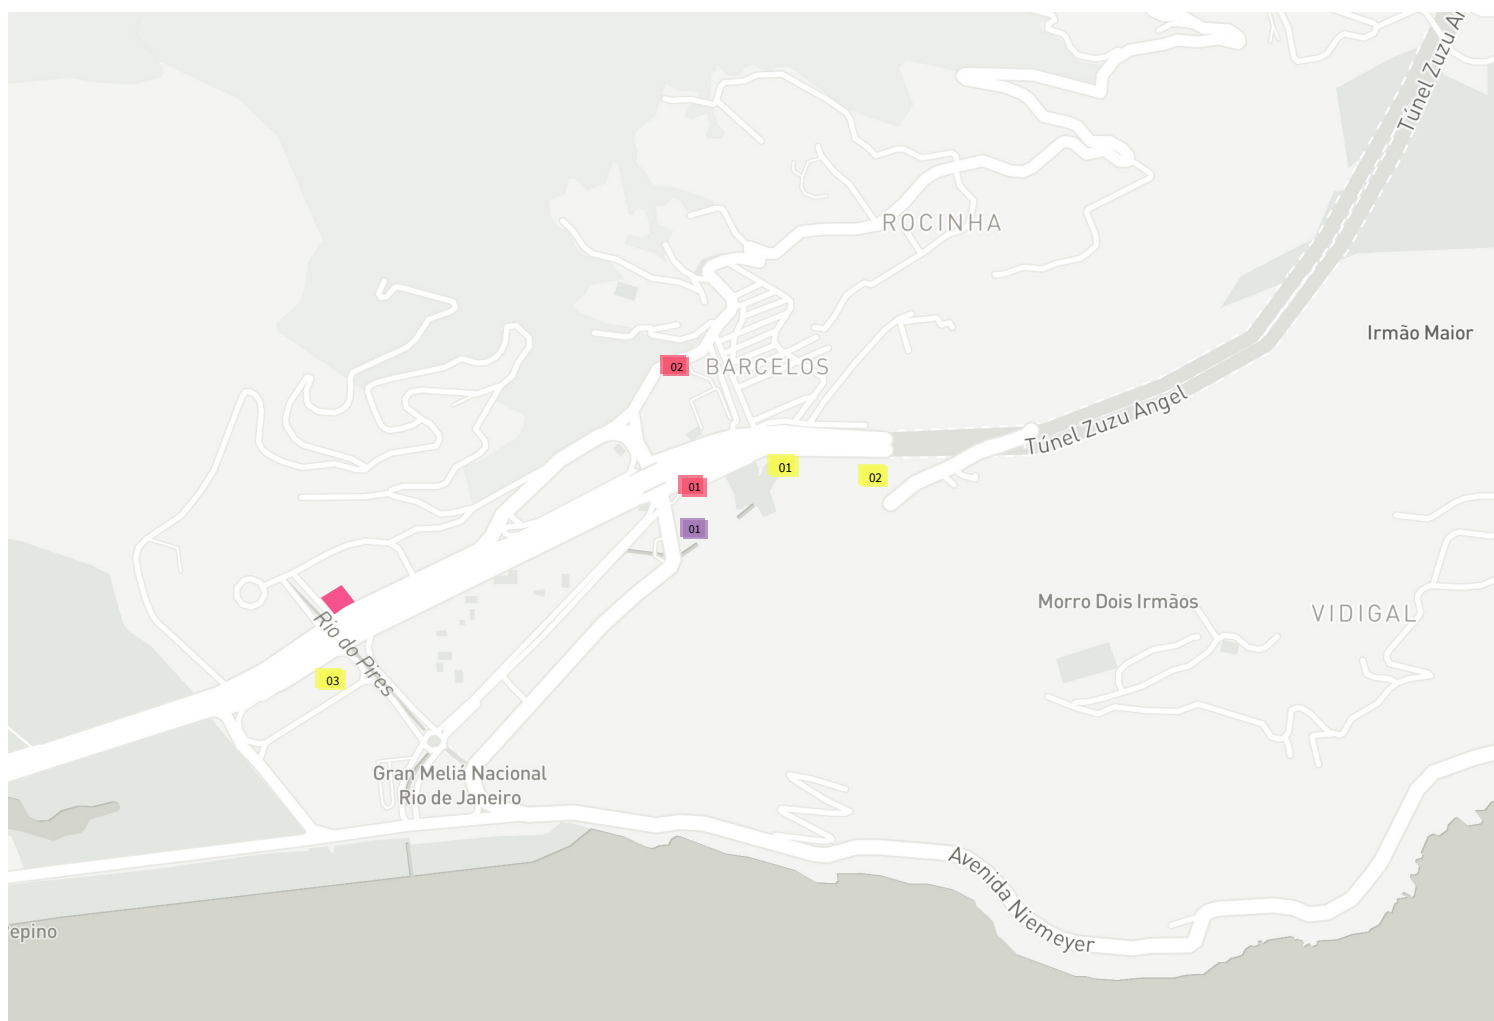 Túnel Zuzu An
ROCINHA
Irmão Maior
02
BARCELOS
Túnel Zuzu Angel
01
02
01
01
Rio do Pires
Morro Dois Irmãos
VIDIGAL
03
Gran Meliá Nacional
Rio de Janeiro
Avenida Niemeyer
epino